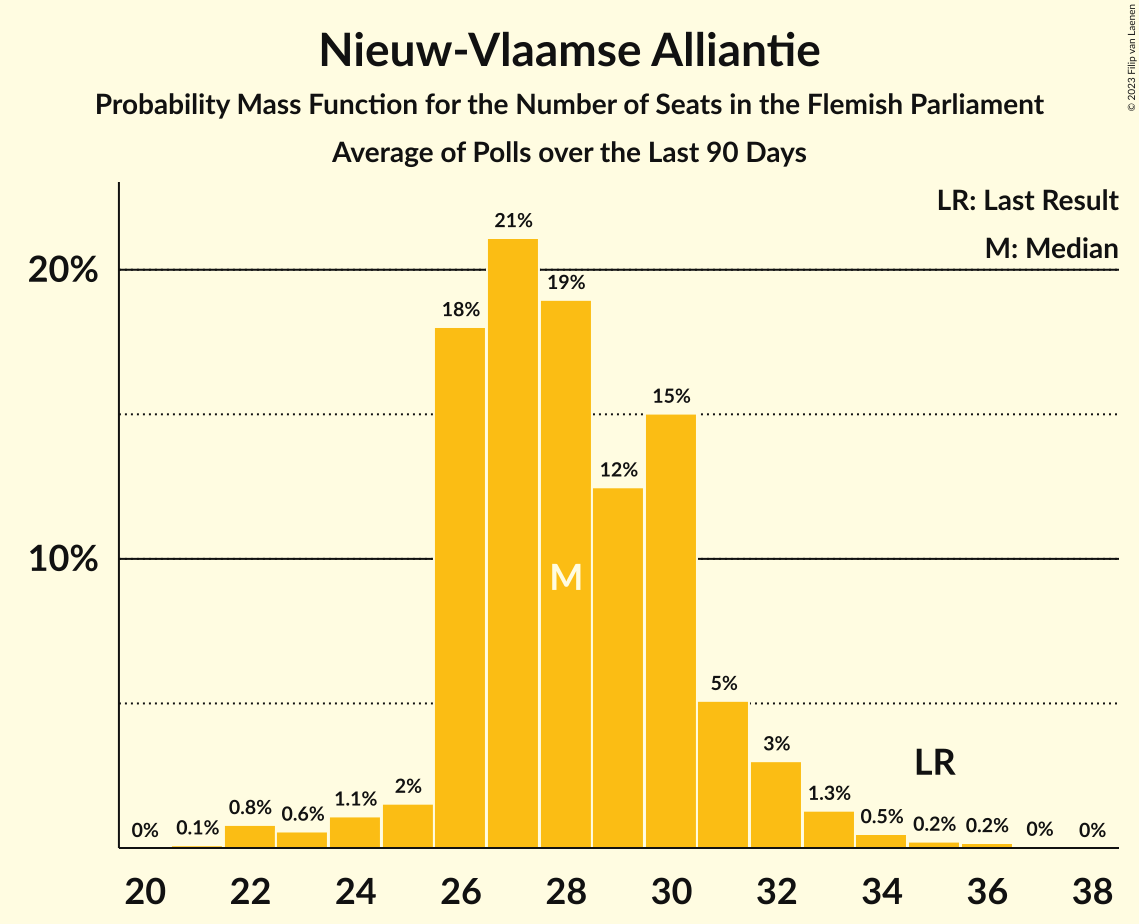 Nieuw-Vlaamse Alliantie
Probability Mass Function for the Number of Seats in the Flemish Parliament
Average of Polls over the Last 90 Days
© 2023 Filip van Laenen
LR: Last Result
M: Median
20%
10%
0%
0.1%
0.8%
0.6%
1.1%
2%
18%
21%
19%
12%
15%
5%
3%
1.3%
0.5%
0.2%
0.2%
0%
0%
M
LR
20 22 24 26 28 30 32 34 36 38